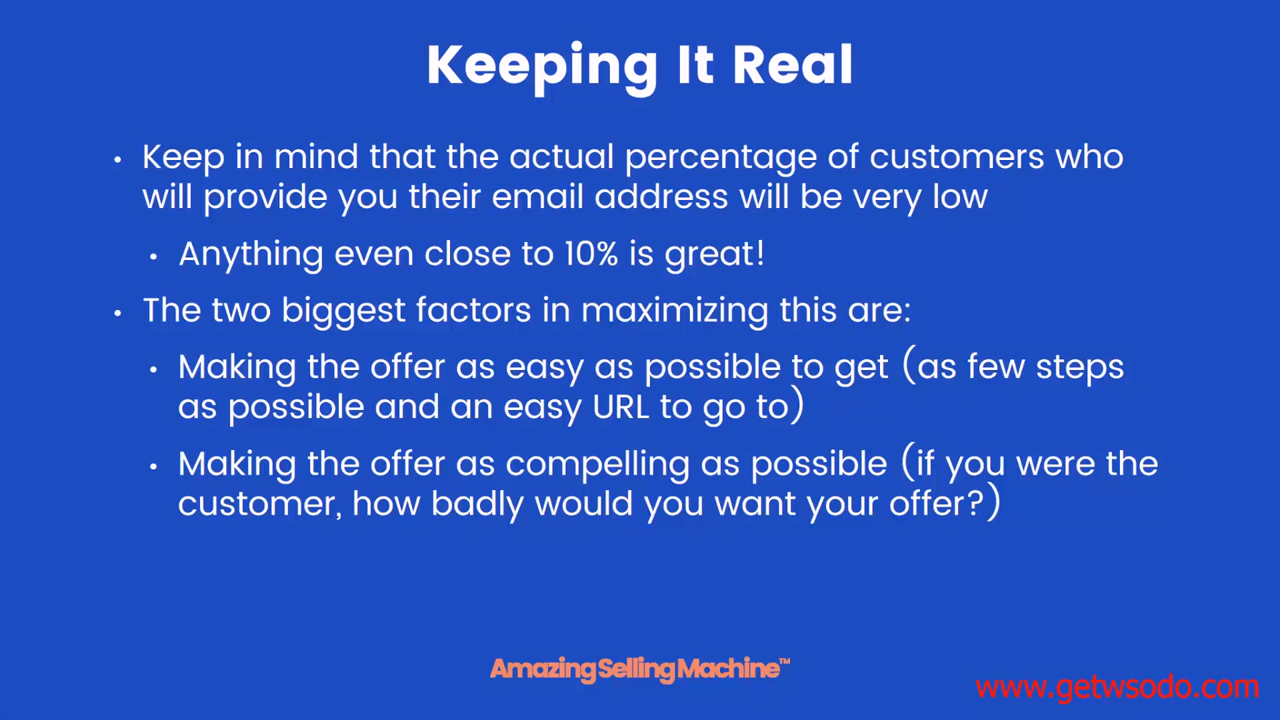 Keeping It Real
• Keep in mind that the actual percentage of customers who
will provide you their email address will be very low
• Anything even close to 10% is great!
• The two biggest factors in maximizing this are:
• Making the offer as easy as possible to get (as few steps
as possible and an easy URL to go to)
• Making the offer as compelling as possible (if you were the
customer, how badly would you want your offer?)
Amazing Selling Machine™
www.getwsodo.com